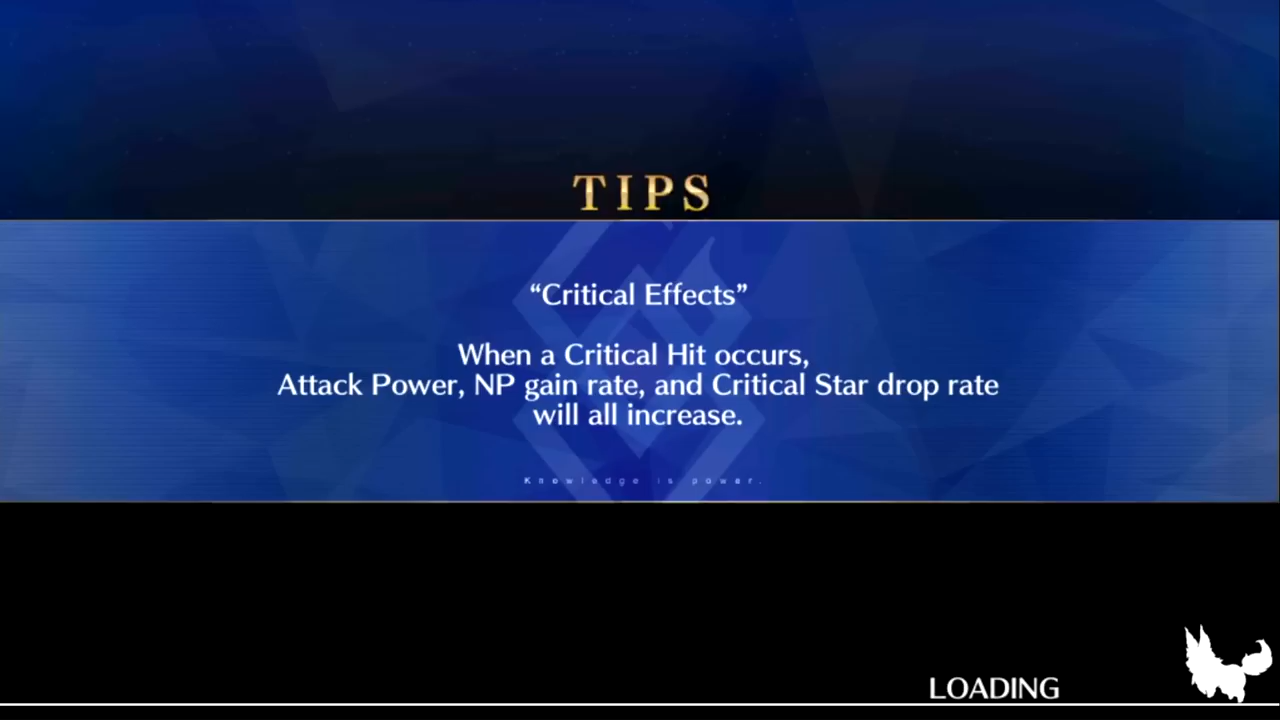 TIPS
“Critical Effects”
When a Critical Hit occurs,
Attack Power, NP gain rate, and Critical Star drop rate
will all increase.
Knowledge is power.
LOADING